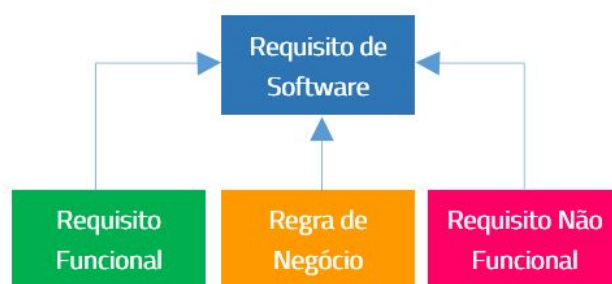 Requisito de
Software
Requisito
Funcional
Regra de
Negócio
Requisito Não
Funcional